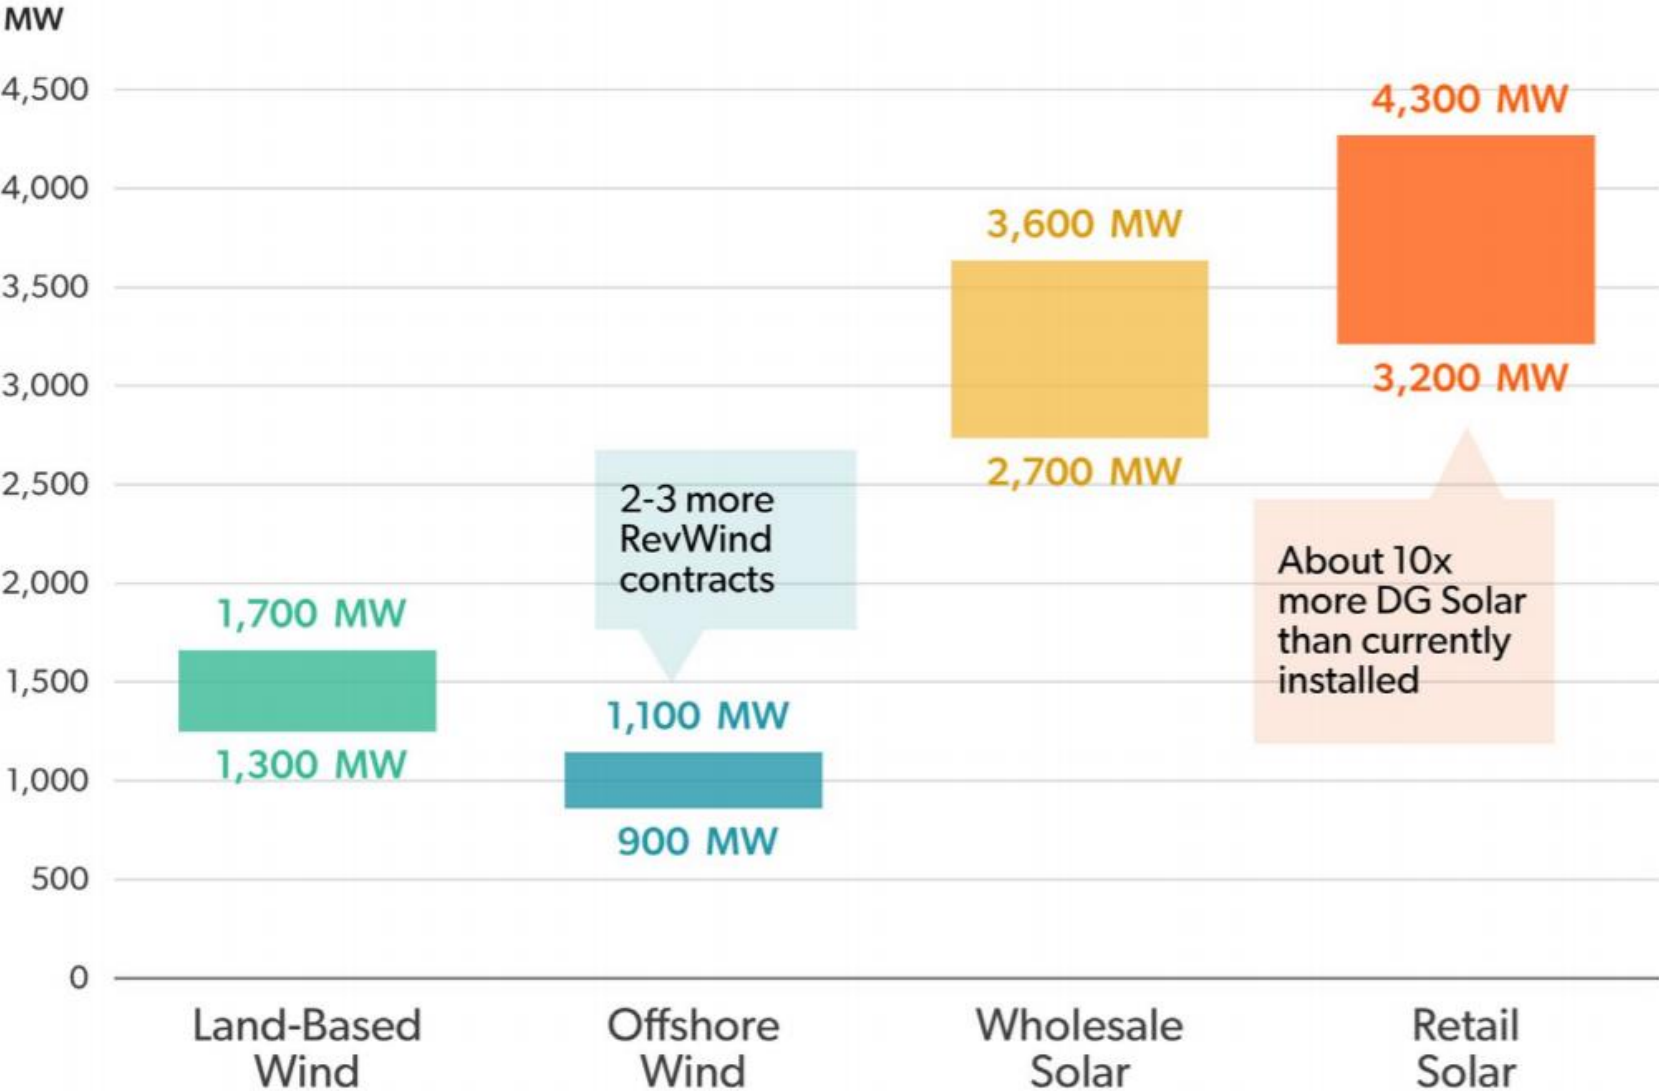 MW
4,500
4,000
3,500
3,000
2,500
2,000
1,500
1,000
500
0
1,700 MW
1,300 MW
2-3 more
RevWind
contracts
1,100 MW
900 MW
3,600 MW
2,700 MW
4,300 MW
3,200 MW
About 10x
more DG Solar
than currently
installed
Land-Based
Wind
Offshore
Wind
Wholesale
Solar
Retail
Solar